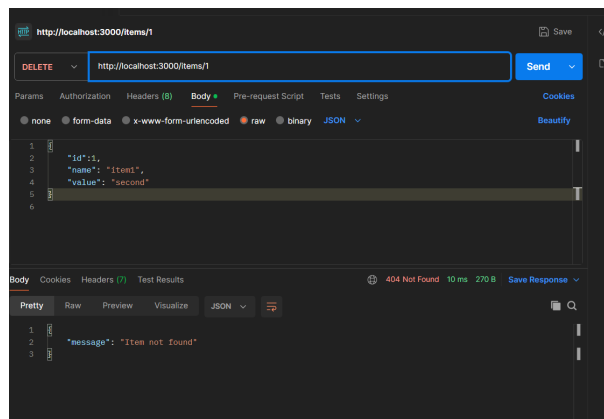 HTTP http://localhost:3000/items/1 Save
DELETE http://localhost:3000/items/1 Send
Params Authorization Headers (8) Body Pre-request Script Tests Settings Cookies
none form-data x-www-form-urlencoded raw binary JSON Beautify
1 {
2 "id":1,
3 "name": "item1",
4 "value": "second"
5 }
6
Body Cookies Headers (7) Test Results 404 Not Found 10 ms 270 B Save Response
Pretty Raw Preview Visualize JSON
1 {
2 "message": "Item not found"
3 }